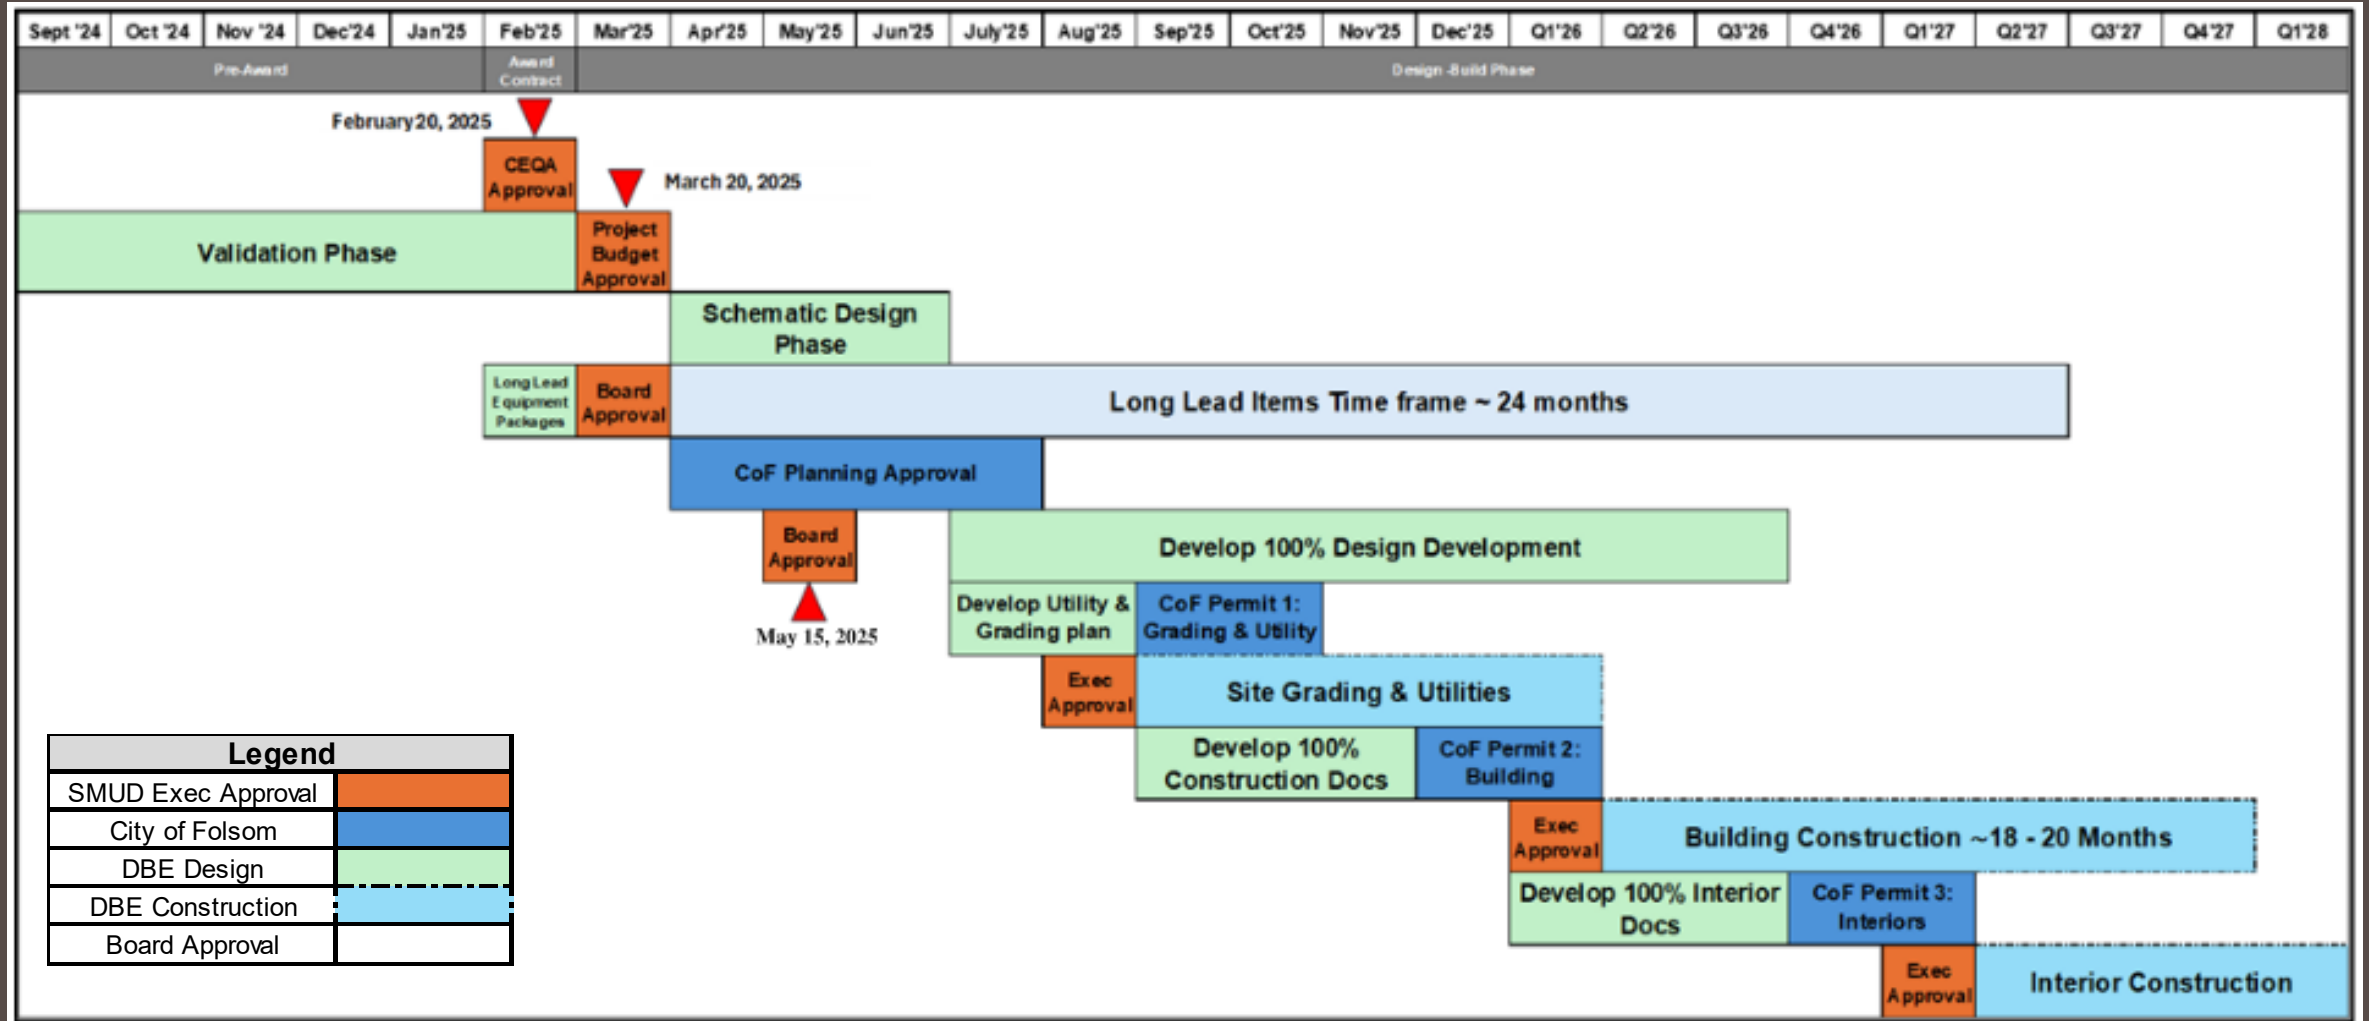 Sept '24 Oct '24 Nov '24 Dec'24 Jan'25 Feb'25 Mar'25 Apr'25 May'25 Jun'25 July'25 Aug'25 Sep'25 Oct'25 Nov'25 Dec'25 Q1'26 Q2'26 Q3'26 Q4'26 Q1'27 Q2'27 Q3'27 Q4'27 Q1'28
Pre-Award
Award
Contract
Design -Build Phase
February 20, 2025
CEQA
Approval
March 20, 2025
Validation Phase
Project
Budget
Approval
Schematic Design
Phase
Long Lead
Equipment
Packages
Board
Approval
Long Lead Items Time frame ~ 24 months
CoF Planning Approval
Board
Approval
May 15, 2025
Develop 100% Design Development
Develop Utility &
Grading plan
CoF Permit 1:
Grading & Utility
Exec
Approval
Site Grading & Utilities
Develop 100%
Construction Docs
CoF Permit 2:
Building
Exec
Approval
Building Construction ~18 - 20 Months
Develop 100% Interior
Docs
CoF Permit 3:
Interiors
Exec
Approval
Interior Construction
Legend
SMUD Exec Approval
City of Folsom
DBE Design
DBE Construction
Board Approval